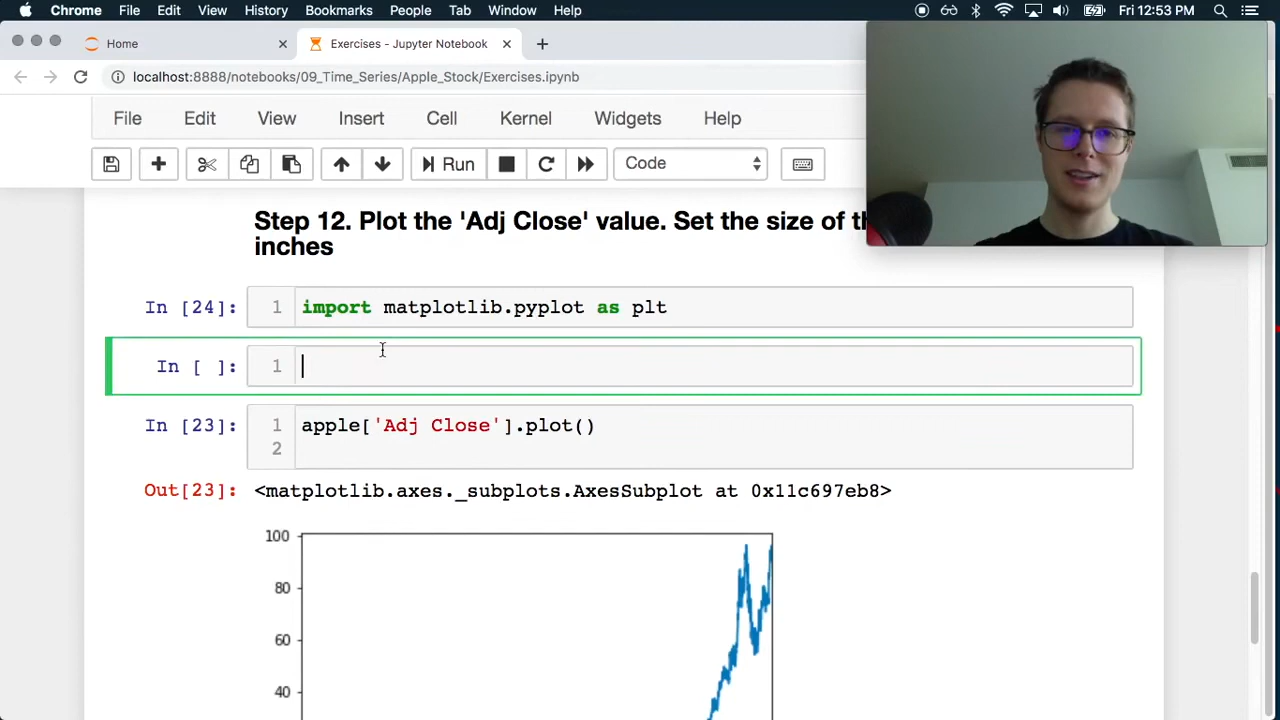 Chrome File Edit View History Bookmarks People Tab Window Help Fri 12:53 PM
Home Exercises - Jupyter Notebook
localhost:8888/notebooks/09_Time_Series/Apple_Stock/Exercises.ipynb
File Edit View Insert Cell Kernel Widgets Help
Run Code
Step 12. Plot the 'Adj Close' value. Set the size of
inches
In [24]: 1 import matplotlib.pyplot as plt
In [ ]: 1
In [23]: 1 apple['Adj Close'].plot()
2
Out[23]: <matplotlib.axes._subplots.AxesSubplot at 0x11c697eb8>
100
80
60
40